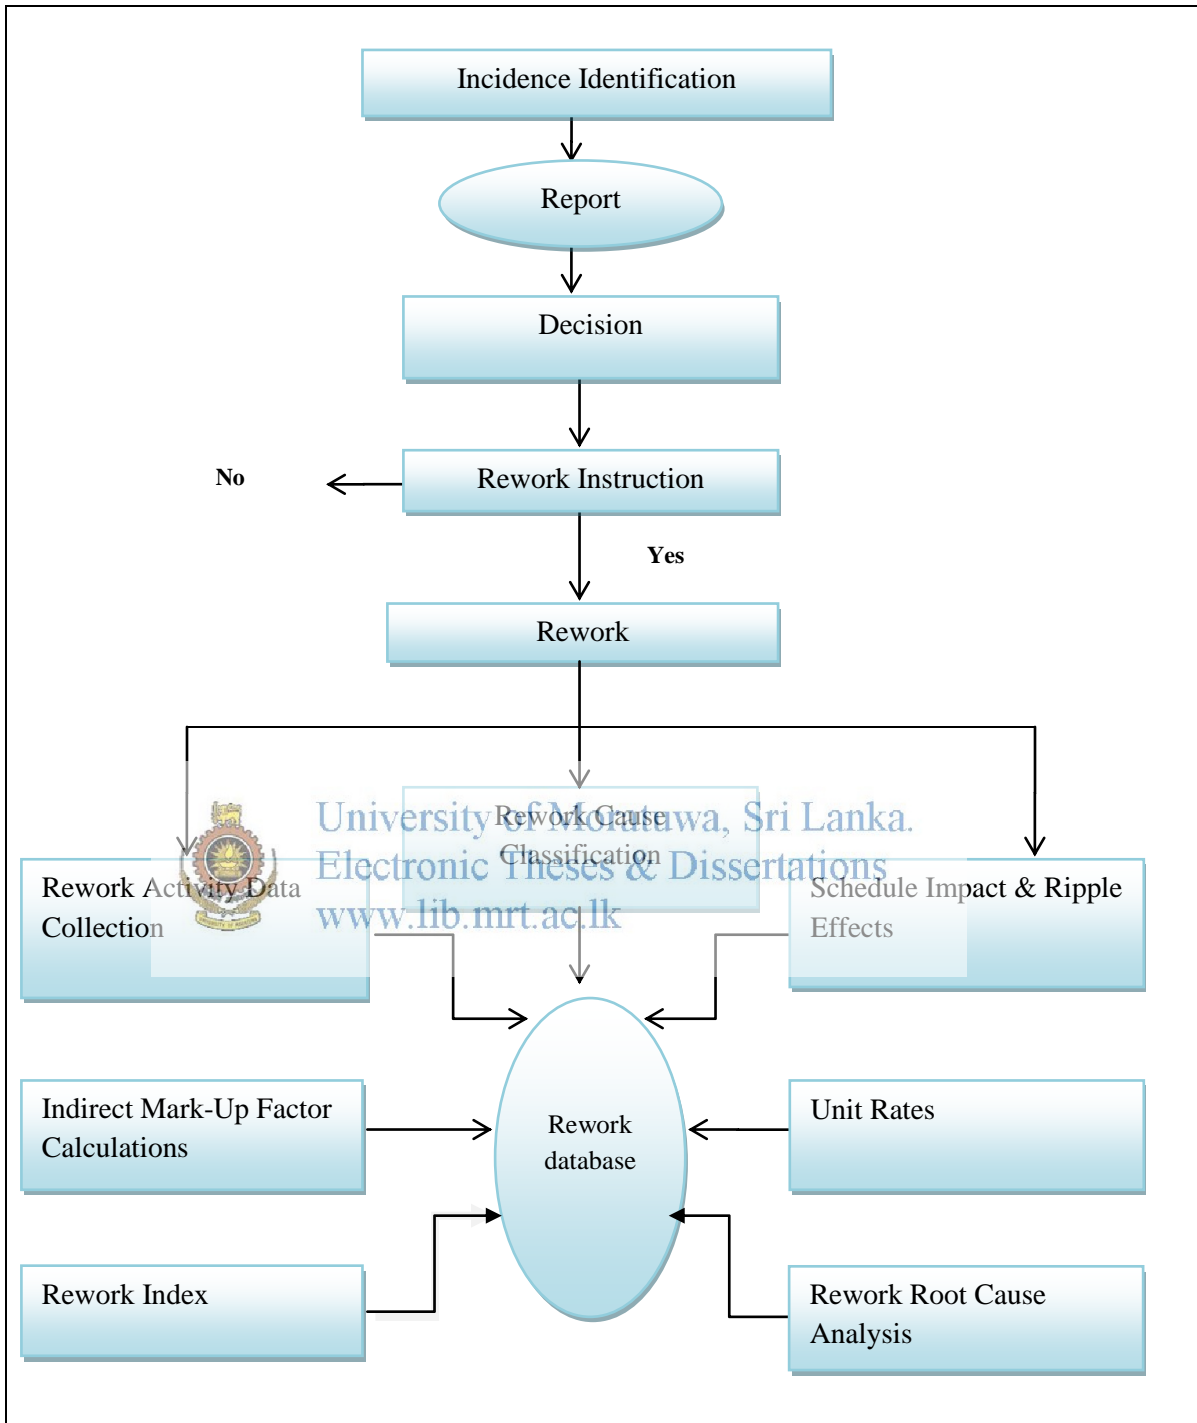 Incidence Identification
Report
Decision
No
Rework Instruction
Yes
Rework
Rework Cause
Classification
University of Moratuwa, Sri Lanka.
Electronic Theses & Dissertations
www.lib.mrt.ac.lk
Rework Activity Data
Collection
Schedule Impact & Ripple
Effects
Indirect Mark-Up Factor
Calculations
Rework
database
Unit Rates
Rework Index
Rework Root Cause
Analysis